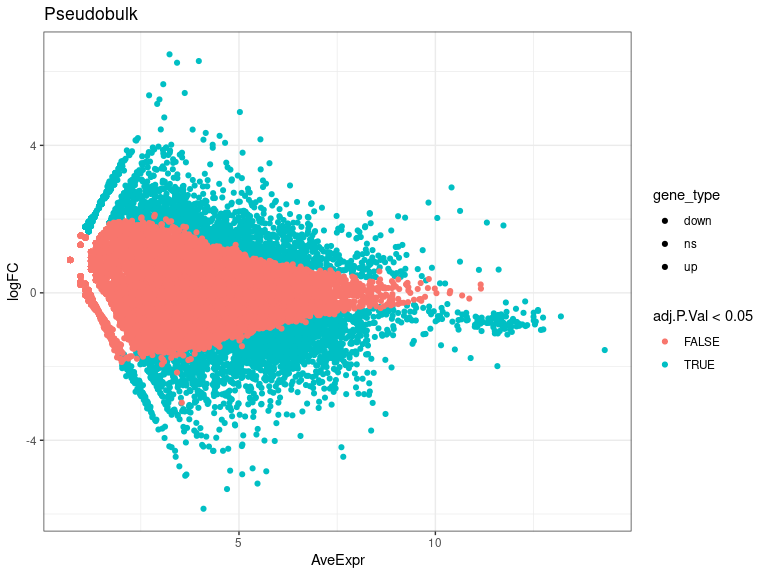 Pseudobulk
logFC
4
0
-4
5
10
AveExpr
gene_type
down
ns
up
adj.P.Val < 0.05
FALSE
TRUE